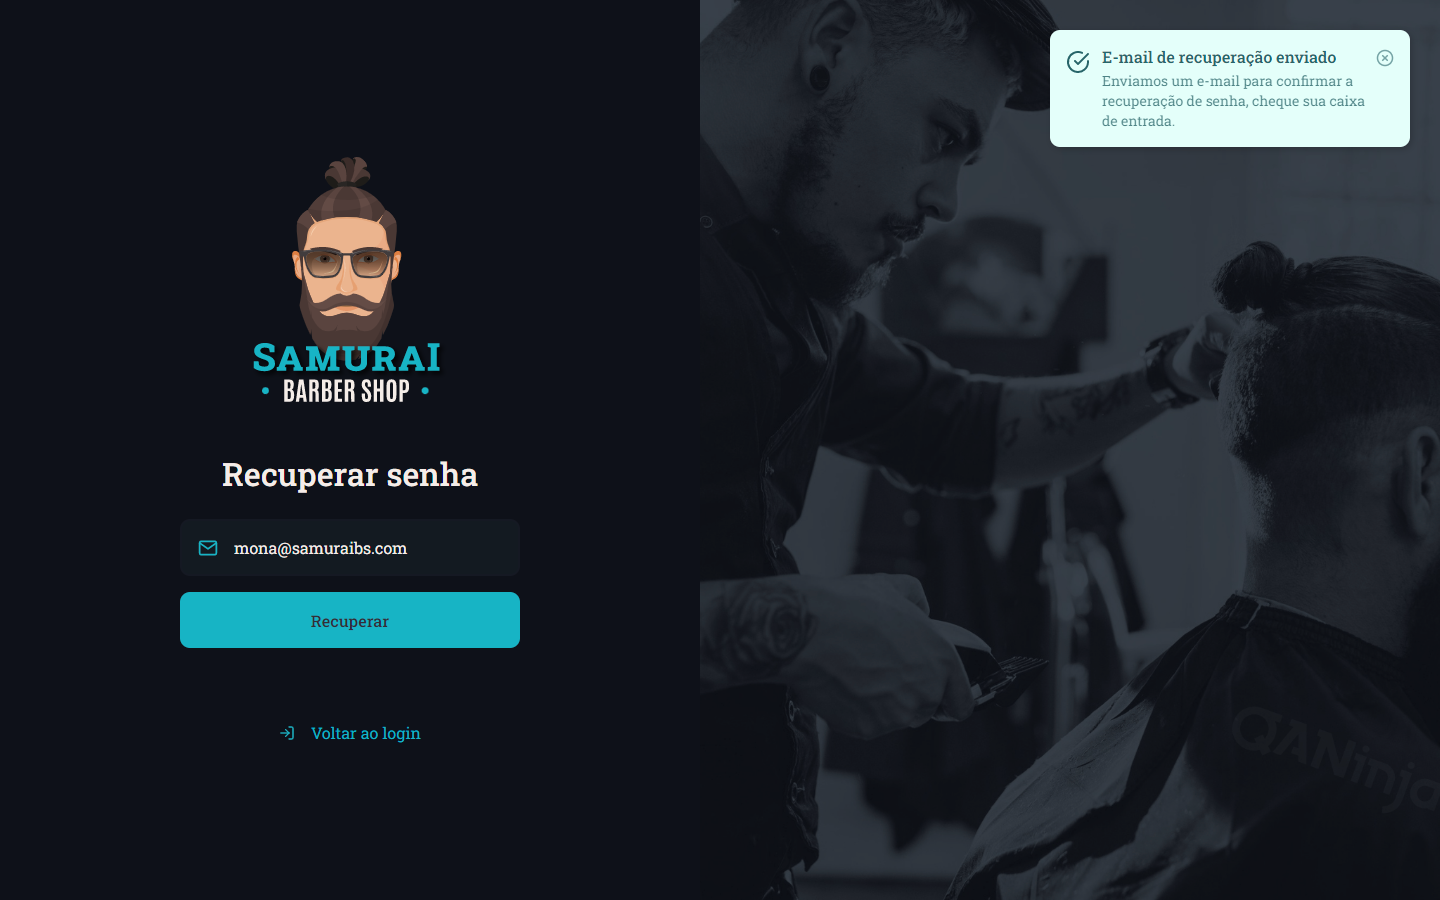 SAMURAI
• BARBER SHOP •
Recuperar senha
mona@samuraibs.com
Recuperar
Voltar ao login
E-mail de recuperação enviado
Enviamos um e-mail para confirmar a
recuperação de senha, cheque sua caixa
de entrada.
QANinja